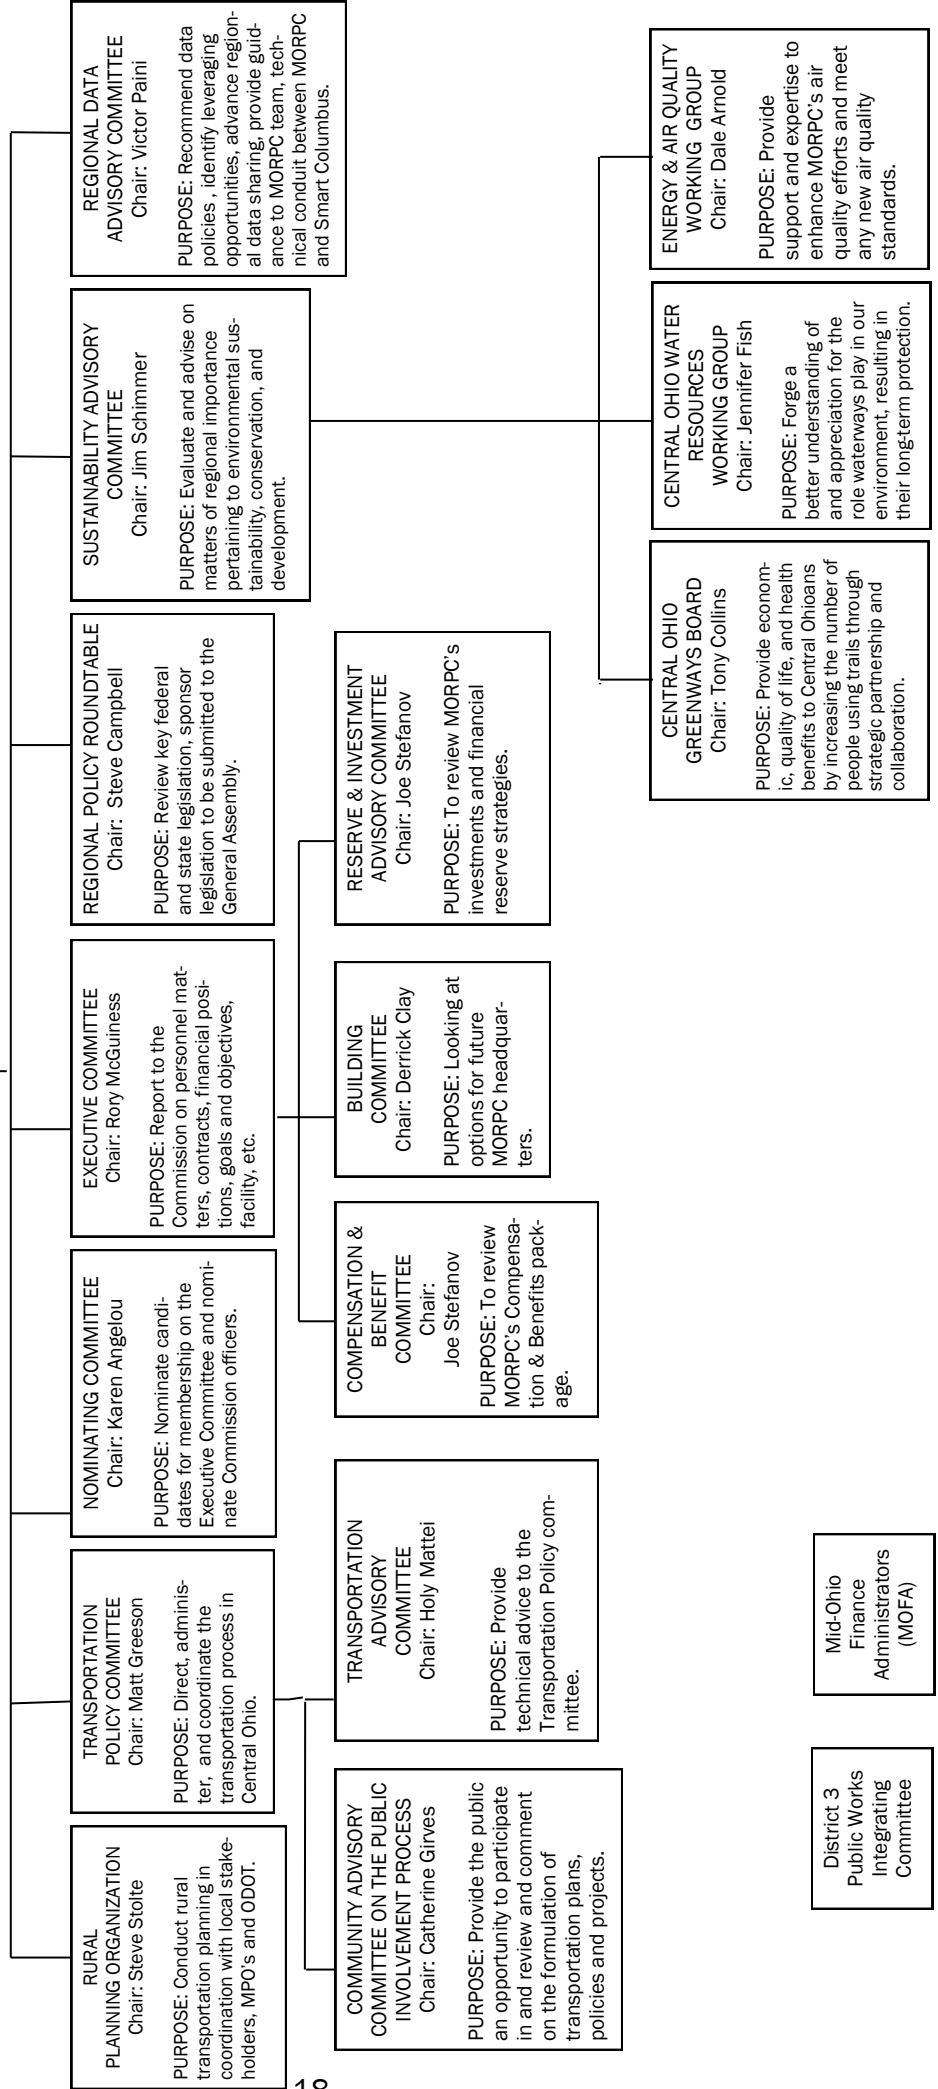 RURAL
PLANNING ORGANIZATION
Chair: Steve Stolte
PURPOSE: Conduct rural
transportation planning in
coordination with local stake-
holders, MPO's and ODOT.
TRANSPORTATION
POLICY COMMITTEE
Chair: Matt Greeson
PURPOSE: Direct, adminis-
ter, and coordinate the
transportation process in
Central Ohio.
NOMINATING COMMITTEE
Chair: Karen Angelou
PURPOSE: Nominate candi-
dates for membership on the
Executive Committee and nomi-
nate Commission officers.
EXECUTIVE COMMITTEE
Chair: Rory McGuiness
PURPOSE: Report to the
Commission on personnel mat-
ters, contracts, financial posi-
tions, goals and objectives,
facility, etc.
REGIONAL POLICY ROUNDTABLE
Chair: Steve Campbell
PURPOSE: Review key federal
and state legislation, sponsor
legislation to be submitted to the
General Assembly.
SUSTAINABILITY ADVISORY
COMMITTEE
Chair: Jim Schimmer
PURPOSE: Evaluate and advise on
matters of regional importance
pertaining to environmental sus-
tainability, conservation, and
development.
REGIONAL DATA
ADVISORY COMMITTEE
Chair: Victor Paini
PURPOSE: Recommend data
policies , identify leveraging
opportunities, advance region-
al data sharing, provide guid-
ance to MORPC team, tech-
nical conduit between MORPC
and Smart Columbus.
COMMUNITY ADVISORY
COMMITTEE ON THE PUBLIC
INVOLVEMENT PROCESS
Chair: Catherine Girves
PURPOSE: Provide the public
an opportunity to participate
in and review and comment
on the formulation of
transportation plans,
policies and projects.
TRANSPORTATION
ADVISORY
COMMITTEE
Chair: Holy Mattei
PURPOSE: Provide
technical advice to the
Transportation Policy com-
mittee.
COMPENSATION &
BENEFIT
COMMITTEE
Chair:
Joe Stefanov
PURPOSE: To review
MORPC's Compensa-
tion & Benefits pack-
age.
BUILDING
COMMITTEE
Chair: Derrick Clay
PURPOSE: Looking at
options for future
MORPC headquar-
ters.
RESERVE & INVESTMENT
ADVISORY COMMITTEE
Chair: Joe Stefanov
PURPOSE: To review MORPC's
investments and financial
reserve strategies.
CENTRAL OHIO
GREENWAYS BOARD
Chair: Tony Collins
PURPOSE: Provide econom-
ic, quality of life, and health
benefits to Central Ohioans
by increasing the number of
people using trails through
strategic partnership and
collaboration.
CENTRAL OHIO WATER
RESOURCES
WORKING GROUP
Chair: Jennifer Fish
PURPOSE: Forge a
better understanding of
and appreciation for the
role waterways play in our
environment, resulting in
their long-term protection.
ENERGY & AIR QUALITY
WORKING GROUP
Chair: Dale Arnold
PURPOSE: Provide
support and expertise to
enhance MORPC's air
quality efforts and meet
any new air quality
standards.
District 3
Public Works
Integrating
Committee
Mid-Ohio
Finance
Administrators
(MOFA)